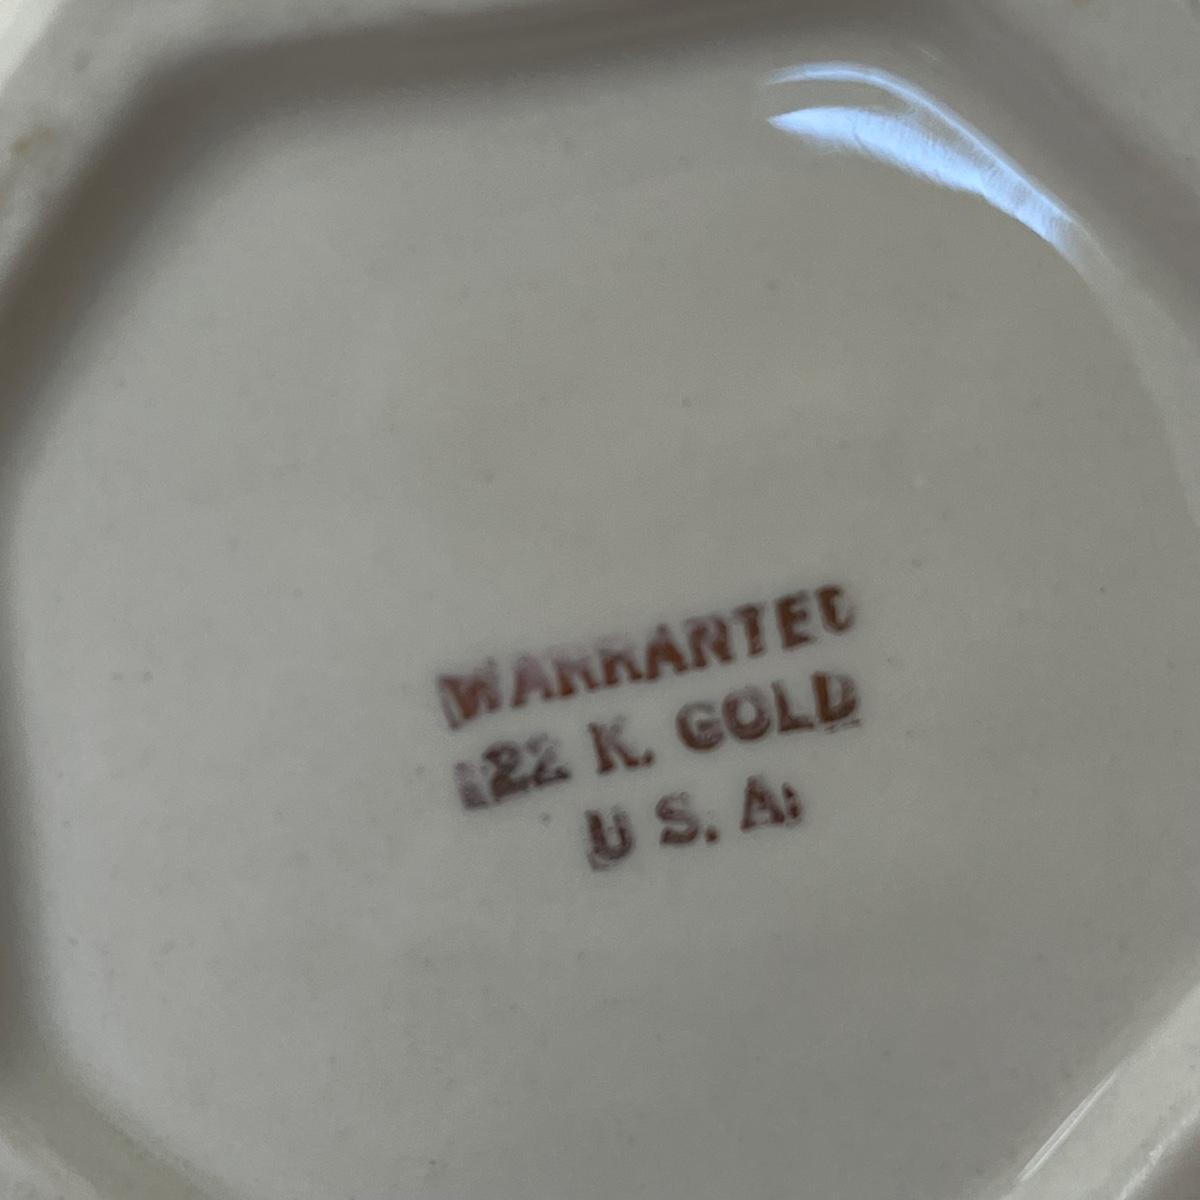 WARRANTED
22 K. GOLD
U S. A.